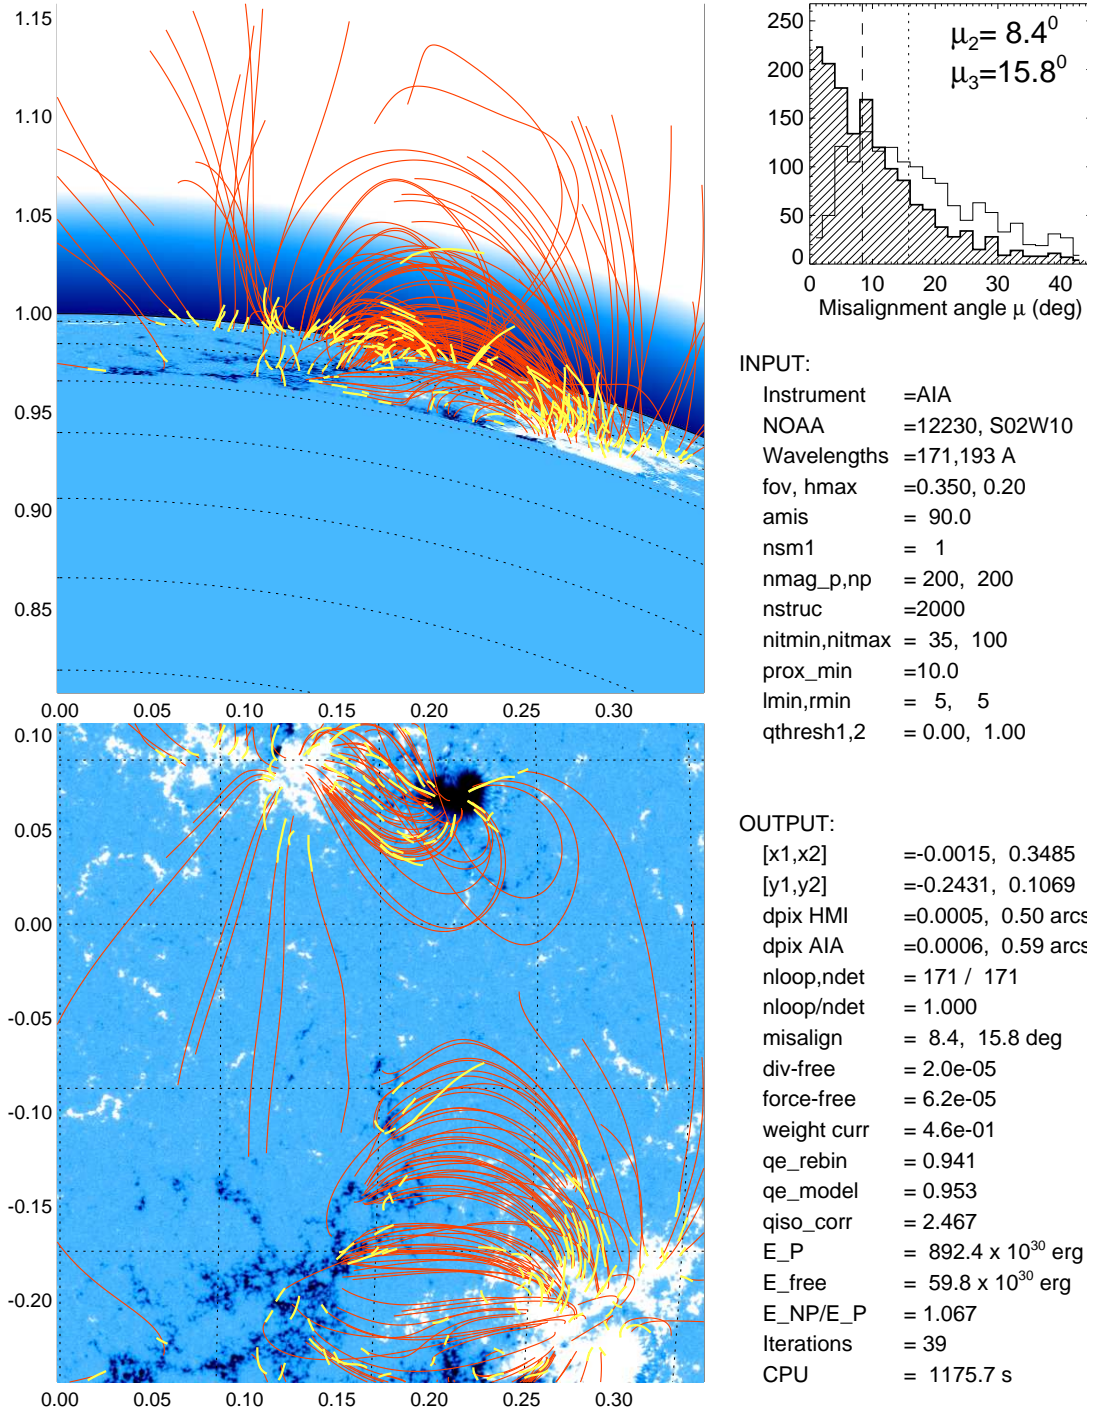 1.15
1.10
1.05
1.00
0.95
0.90
0.85
0.00 0.05 0.10 0.15 0.20 0.25 0.30
0.10
0.05
0.00
-0.05
-0.10
-0.15
-0.20
0.00 0.05 0.10 0.15 0.20 0.25 0.30
250
200
150
100
50
0
μ₂= 8.4⁰
μ₃=15.8⁰
0 10 20 30 40
Misalignment angle μ (deg)
INPUT:
Instrument =AIA
NOAA =12230, S02W10
Wavelengths =171,193 A
fov, hmax =0.350, 0.20
amis = 90.0
nsm1 = 1
nmag_p,np = 200, 200
nstruc =2000
nitmin,nitmax = 35, 100
prox_min =10.0
lmin,rmin = 5, 5
qthresh1,2 = 0.00, 1.00
OUTPUT:
[x1,x2] =-0.0015, 0.3485
[y1,y2] =-0.2431, 0.1069
dpix HMI =0.0005, 0.50 arcs
dpix AIA =0.0006, 0.59 arcs
nloop,ndet = 171 / 171
nloop/ndet = 1.000
misalign = 8.4, 15.8 deg
div-free = 2.0e-05
force-free = 6.2e-05
weight curr = 4.6e-01
qe_rebin = 0.941
qe_model = 0.953
qiso_corr = 2.467
E_P = 892.4 x 10³⁰ erg
E_free = 59.8 x 10³⁰ erg
E_NP/E_P = 1.067
Iterations = 39
CPU = 1175.7 s